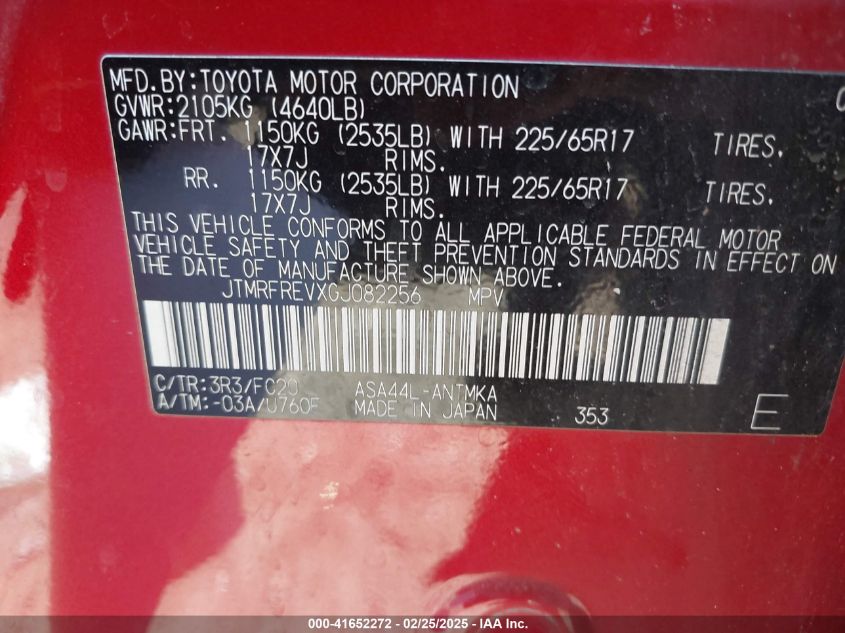 MFD.BY:TOYOTA MOTOR CORPORATION
GVWR:2105KG (4640LB)
GAWR:FRT. 1150KG (2535LB) WITH 225/65R17 TIRES.
17X7J RIMS.
RR. 1150KG (2535LB) WITH 225/65R17 TIRES.
17X7J RIMS.
THIS VEHICLE CONFORMS TO ALL APPLICABLE FEDERAL MOTOR
VEHICLE SAFETY AND THEFT PREVENTION STANDARDS IN EFFECT ON
THE DATE OF MANUFACTURE SHOWN ABOVE.
JTMRFREVXGJ082256 MPV
C/TR:3R3/FC20 ASA44L-ANTMKA
A/TM:-03A/U760F MADE IN JAPAN 353 E
000-41652272 - 02/25/2025 - IAA Inc.